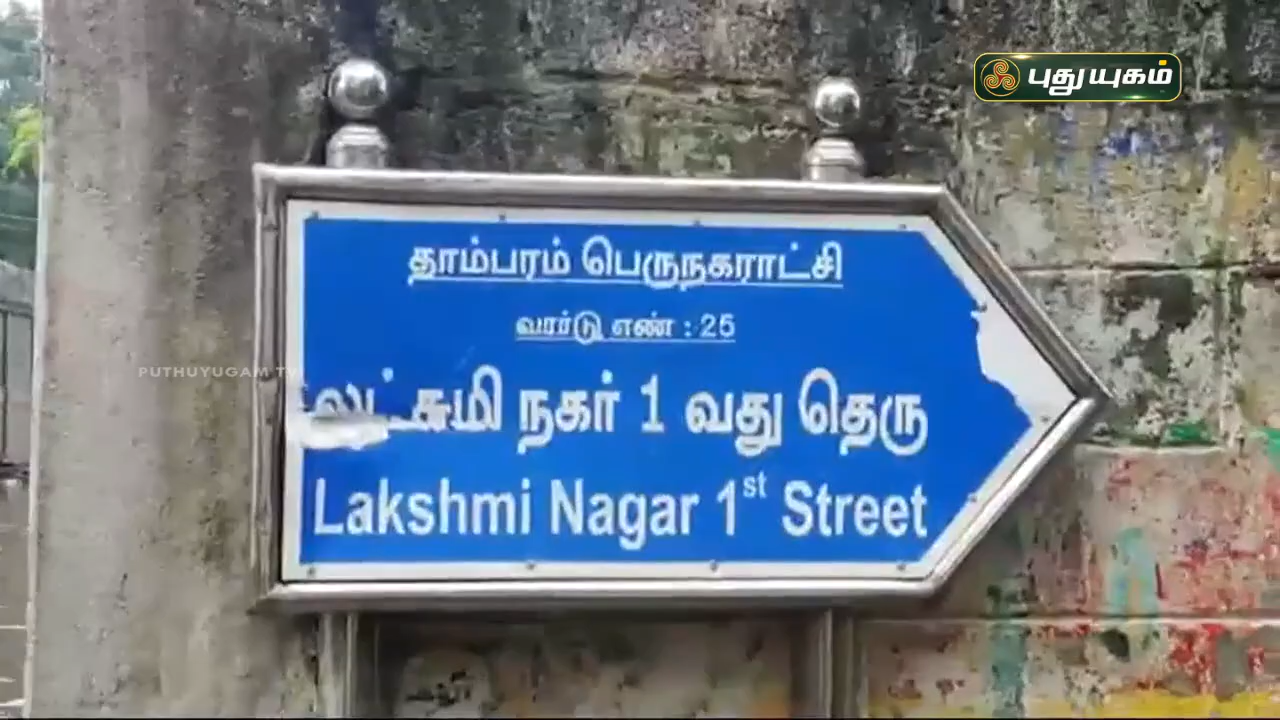 புதுயுகம்
தாம்பரம் பெருநகராட்சி
வார்டு எண் : 25
PUTHUYUGAM TV
லட்சுமி நகர் 1 வது தெரு
Lakshmi Nagar 1st Street